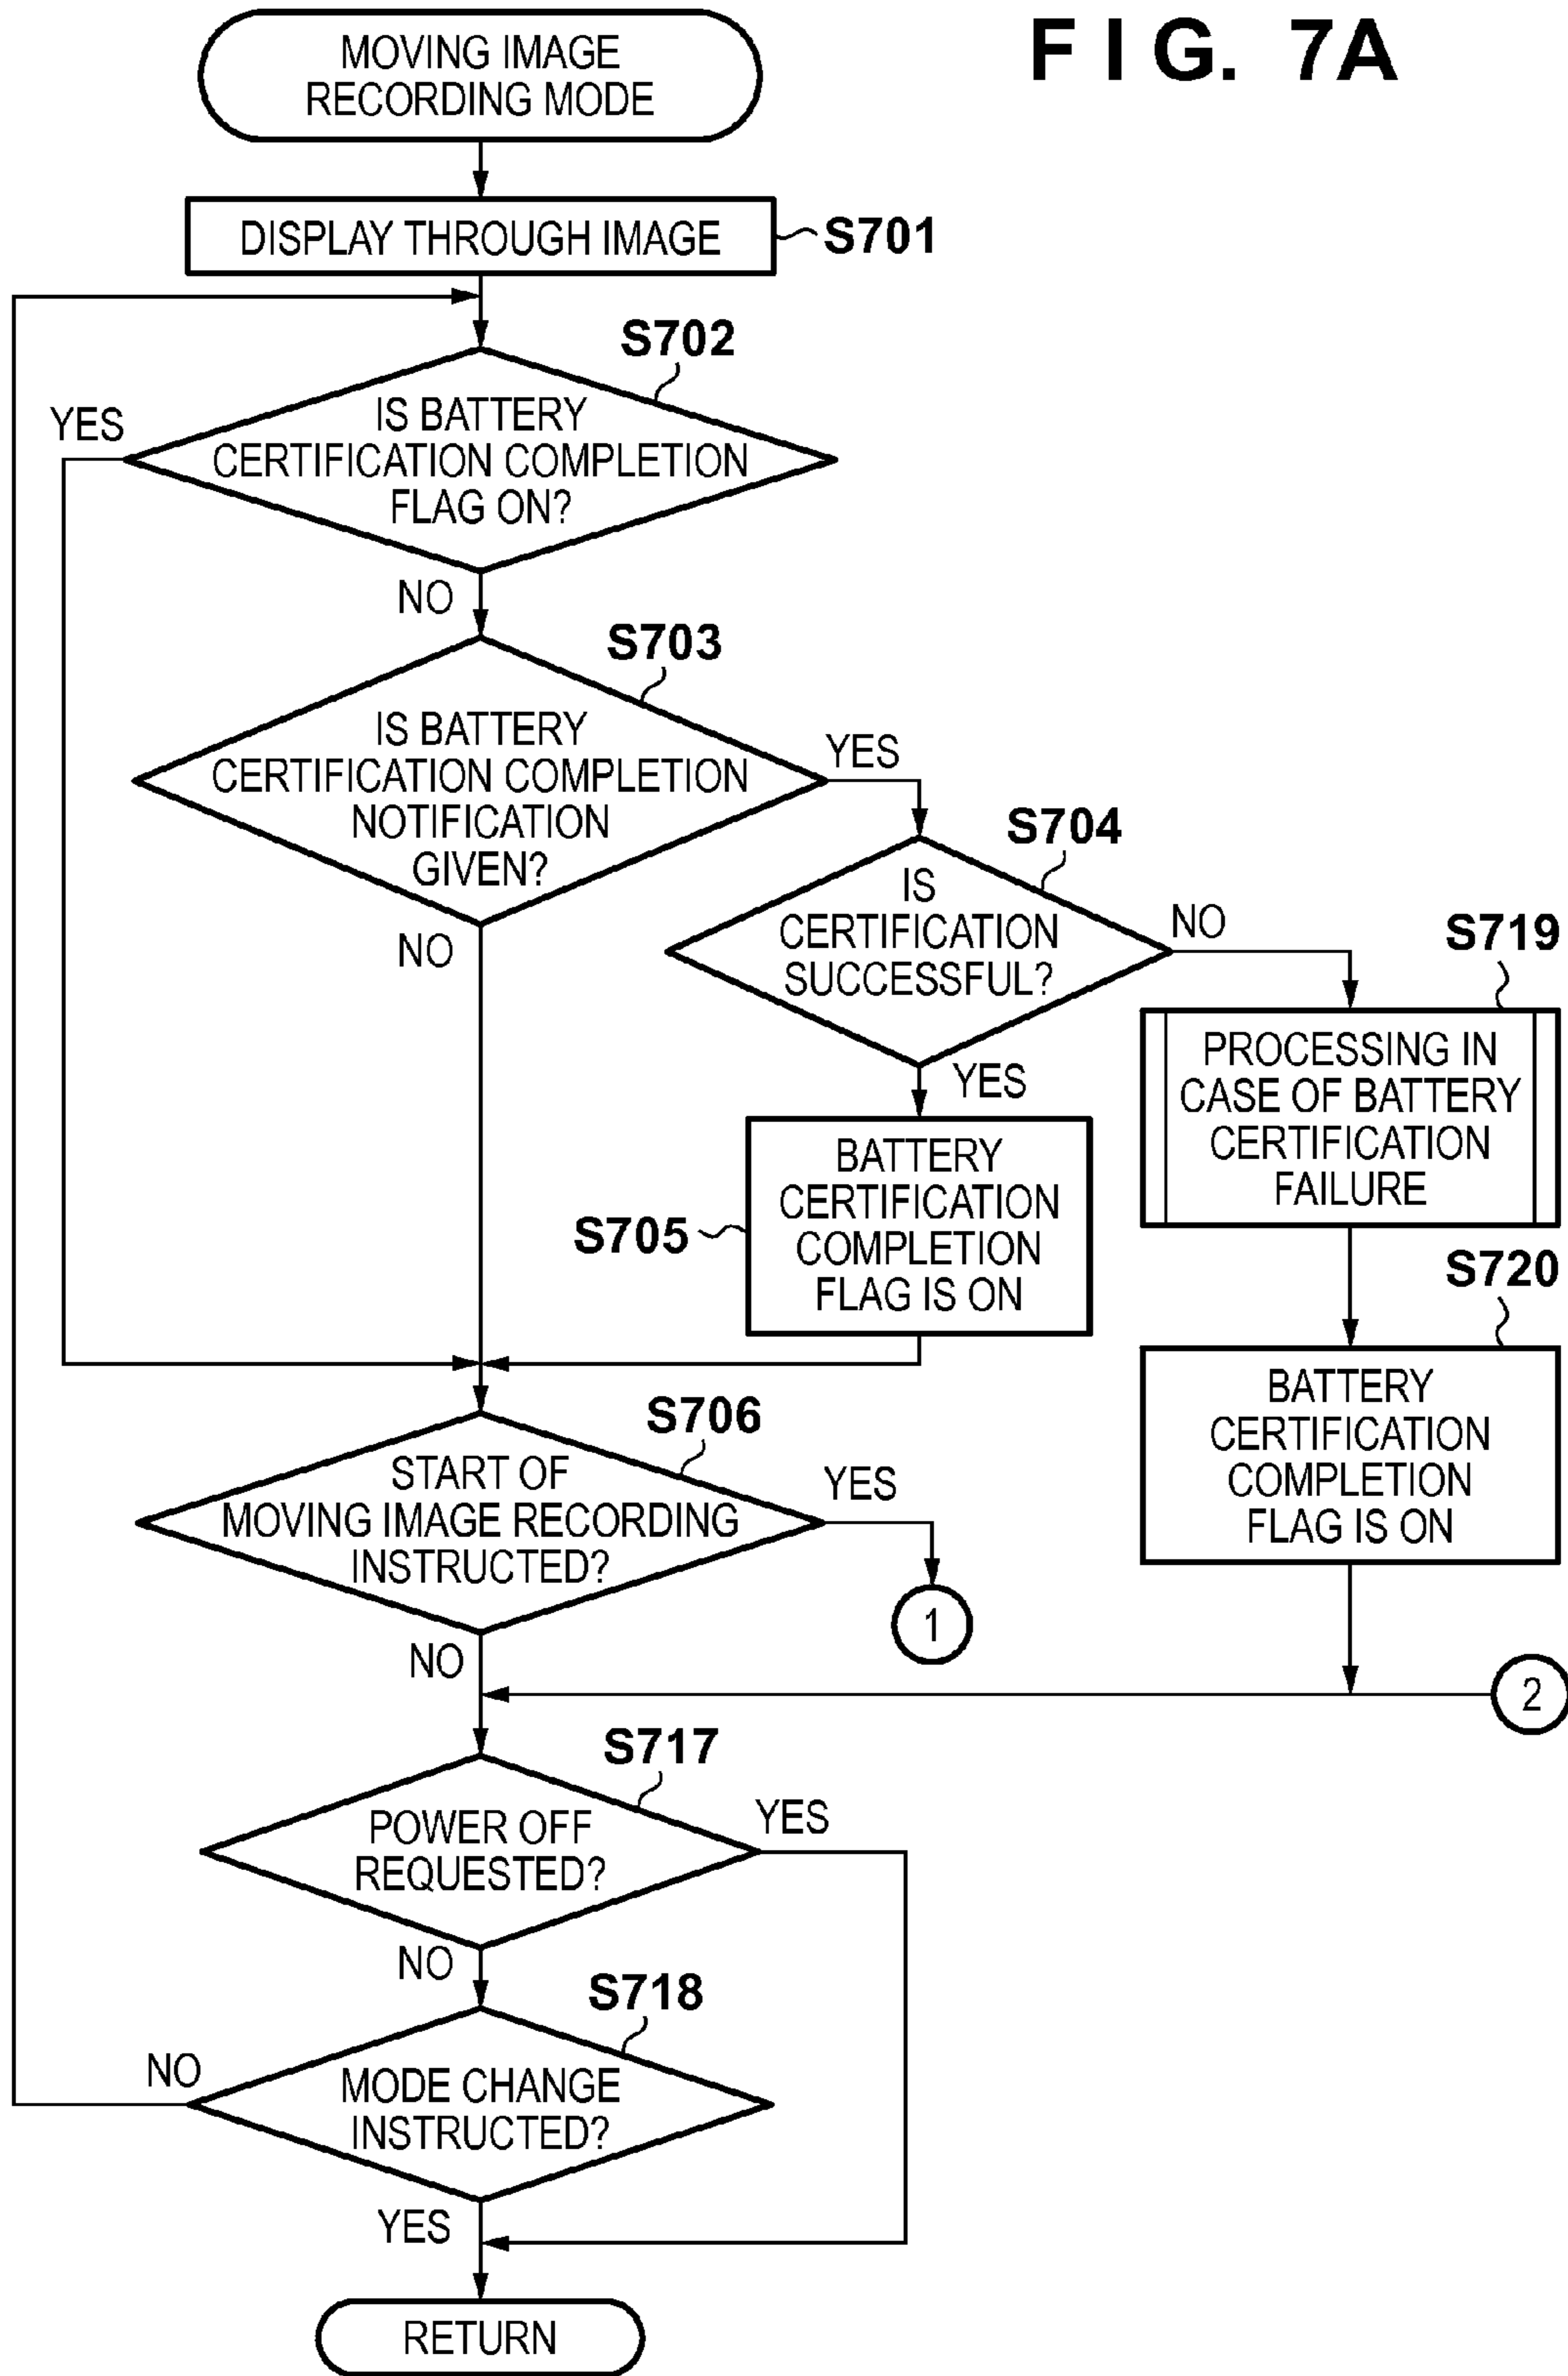 FIG. 7A
MOVING IMAGE
RECORDING MODE
DISPLAY THROUGH IMAGE
S701
S702
IS BATTERY
CERTIFICATION COMPLETION
FLAG ON?
YES
NO
S703
IS BATTERY
CERTIFICATION COMPLETION
NOTIFICATION
GIVEN?
YES
NO
S704
IS
CERTIFICATION
SUCCESSFUL?
NO
YES
S719
PROCESSING IN
CASE OF BATTERY
CERTIFICATION
FAILURE
S705
BATTERY
CERTIFICATION
COMPLETION
FLAG IS ON
S720
BATTERY
CERTIFICATION
COMPLETION
FLAG IS ON
S706
START OF
MOVING IMAGE RECORDING
INSTRUCTED?
YES
1
NO
2
S717
POWER OFF
REQUESTED?
YES
NO
S718
MODE CHANGE
INSTRUCTED?
NO
YES
RETURN